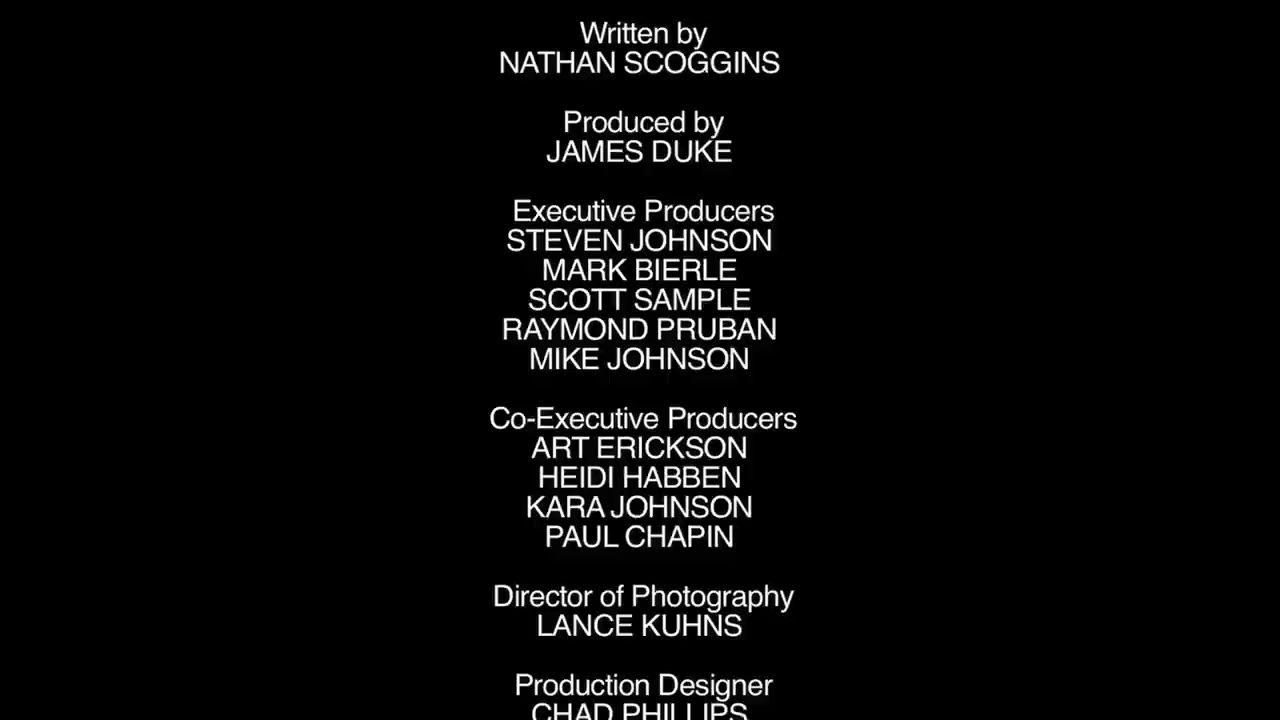 Written by
NATHAN SCOGGINS
Produced by
JAMES DUKE
Executive Producers
STEVEN JOHNSON
MARK BIERLE
SCOTT SAMPLE
RAYMOND PRUBAN
MIKE JOHNSON
Co-Executive Producers
ART ERICKSON
HEIDI HABBEN
KARA JOHNSON
PAUL CHAPIN
Director of Photography
LANCE KUHNS
Production Designer
CHAD PHILLIPS